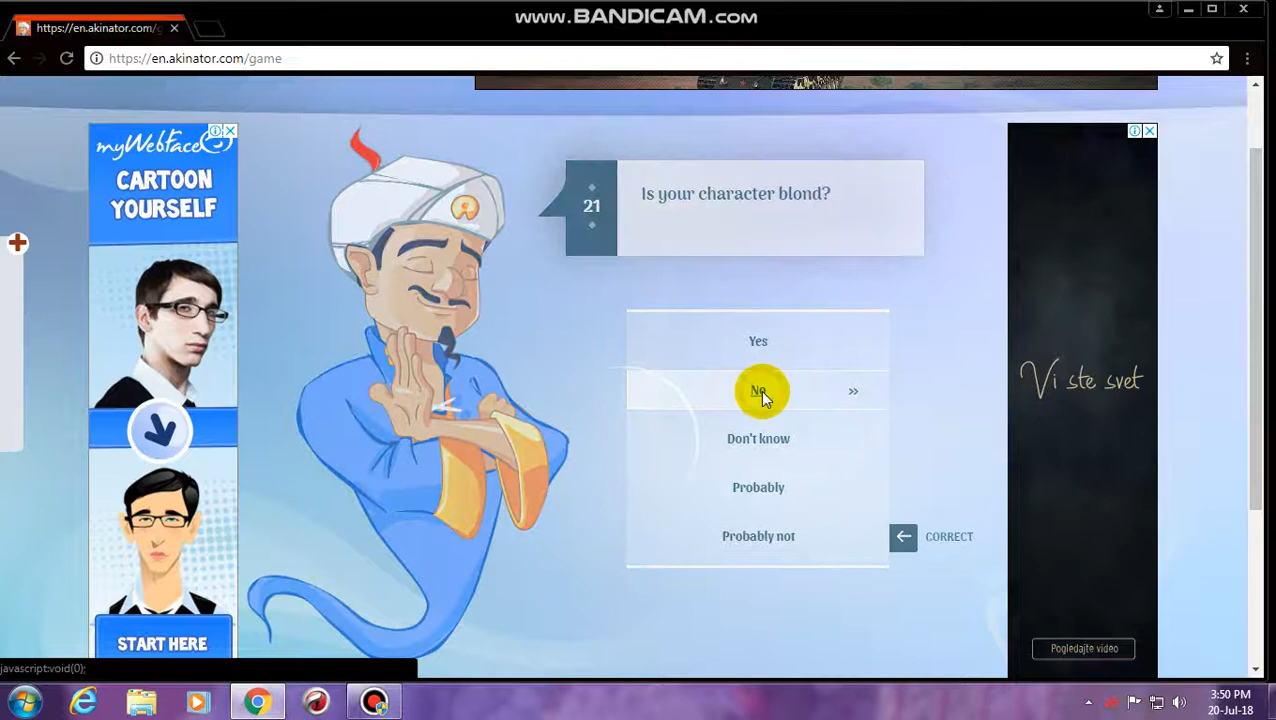 www.BANDICAM.com
https://en.akinator.com/g
https://en.akinator.com/game
myWebFace
CARTOON
YOURSELF
START HERE
21
Is your character blond?
Yes
No
Don't know
Probably
Probably not
CORRECT
Vi ste svet
Pogledajte video
javascript:void(0);
3:50 PM
20-Jul-18